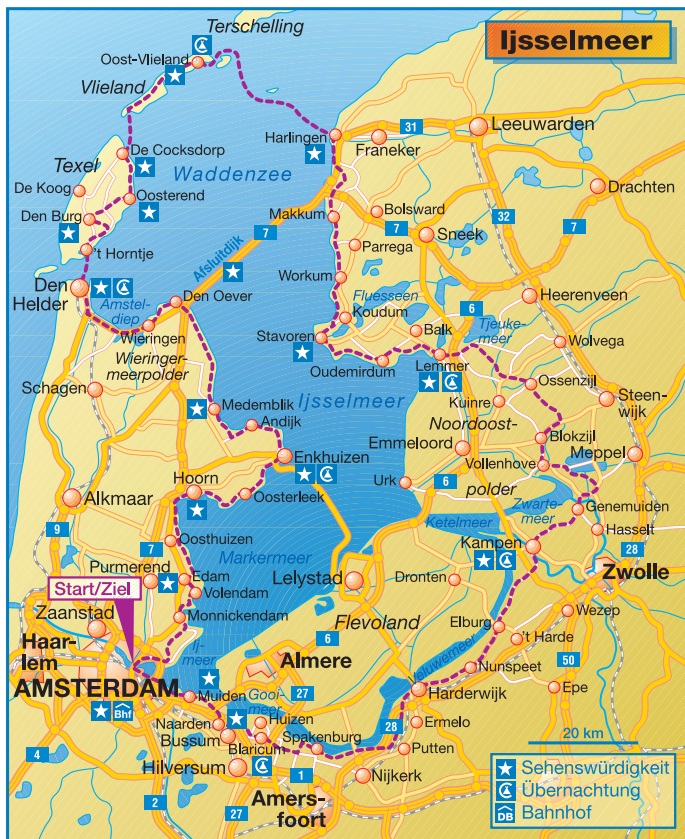 Ijsselmeer
Terschelling
Oost-Vlieland
Vlieland
Harlingen
31
Leeuwarden
Franeker
De Cocksdorp
Waddenzee
Texel
De Koog
Oosterend
Drachten
Den Burg
Makkum
Bolsward
32
7
7
Sneek
7
't Horntje
Afsluitdijk
Parrega
Den
Helder
Amstel-
diep
Den Oever
Workum
Fluessen
6
Heerenveen
Wieringen
Koudum
Balk
Tjeuke-
meer
Stavoren
Wolvega
Wieringer-
meerpolder
Oudemirdum
Lemmer
Schagen
Ossenzijl
Ijsselmeer
Kuinre
Steen-
wijk
Medemblik
Andijk
Noordoost-
polder
Blokzijl
Emmeloord
Meppel
Enkhuizen
Vollenhove
Urk
6
Hoorn
Oosterleek
Alkmaar
Zwarte-
meer
Genemuiden
Ketelmeer
Hasselt
9
7
Oosthuizen
Markermeer
Kampen
28
Purmerend
Edam
Lelystad
Dronten
Zwolle
Start/Ziel
Volendam
Zaanstad
Monnickendam
Flevoland
Elburg
Wezep
Haar-
lem
Ij-
meer
6
't Harde
Almere
Veluwemeer
Nunspeet
50
AMSTERDAM
Muiden
Gooi-
meer
27
Harderwijk
Epe
Bhf
Naarden
Huizen
28
Ermelo
20 km
Bussum
Blaricum
Spakenburg
Putten
4
Hilversum
1
Nijkerk
2
27
Amers-
foort
Sehenswürdigkeit
Übernachtung
DB
Bahnhof